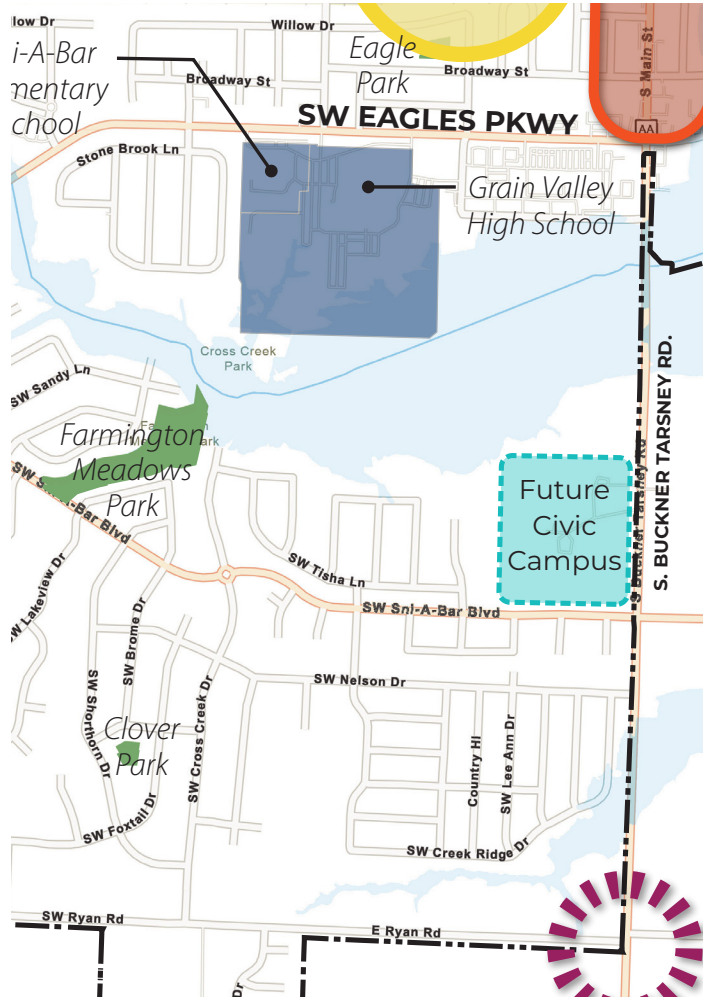 low Dr
Willow Dr
S Main St
i-A-Bar
mentary
chool
Eagle
Park
Broadway St
Broadway St
SW EAGLES PKWY
AA
Stone Brook Ln
Grain Valley
High School
Cross Creek
Park
SW Sandy Ln
Farmington
Meadows
Park
S. BUCKNER TARSNEY RD.
S Buckner Tarsney Rd
Future
Civic
Campus
SW Sni-A-Bar Blvd
SW Tisha Ln
SW Sni-A-Bar Blvd
SW Lakeview Dr
SW Brome Dr
SW Nelson Dr
SW Shorthorn Dr
SW Cross Creek Dr
Country Hl
SW Lee Ann Dr
Clover
Park
SW Foxtail Dr
SW Creek Ridge Dr
SW Ryan Rd
E Ryan Rd
Dr